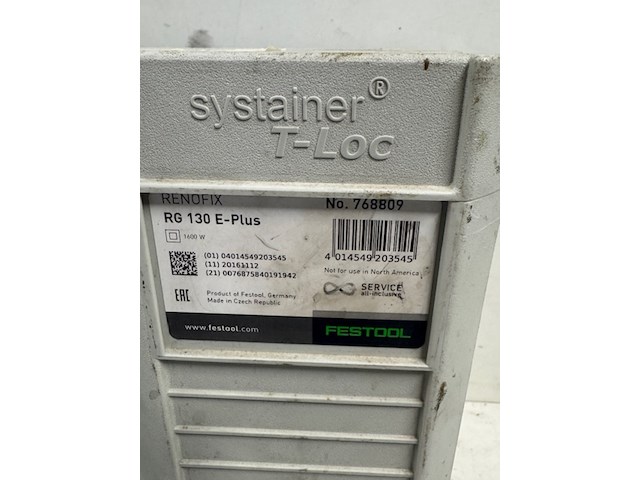 systainer®
T-Loc
RENOFIX
No. 768809
RG 130 E-Plus
1600 W
(01) 04014549203545
(11) 20161112
(21) 0076875840191942
4 014549 203545
Not for use in North America
EAC
Product of Festool, Germany
Made in Czech Republic
SERVICE
all-inclusive
www.festool.com
FESTOOL